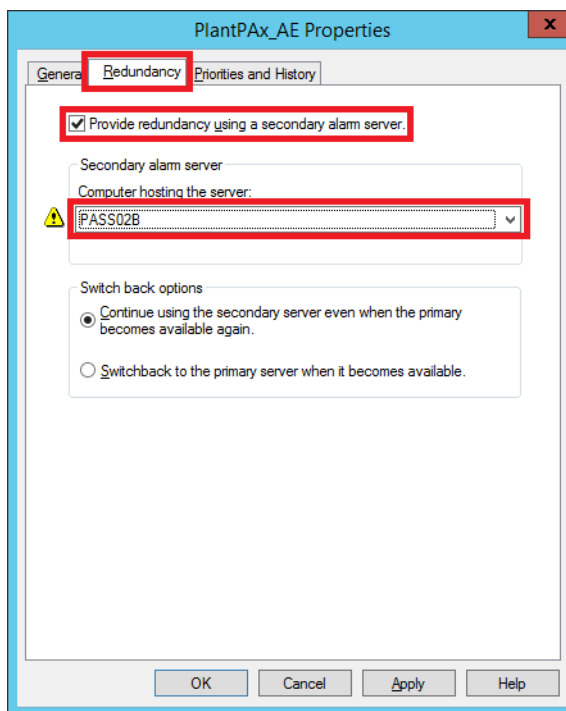 PlantPAx_AE Properties
x
General
Redundancy
Priorities and History
Provide redundancy using a secondary alarm server.
Secondary alarm server
Computer hosting the server:
PASS02B
Switch back options
Continue using the secondary server even when the primary
becomes available again.
Switchback to the primary server when it becomes available.
OK
Cancel
Apply
Help